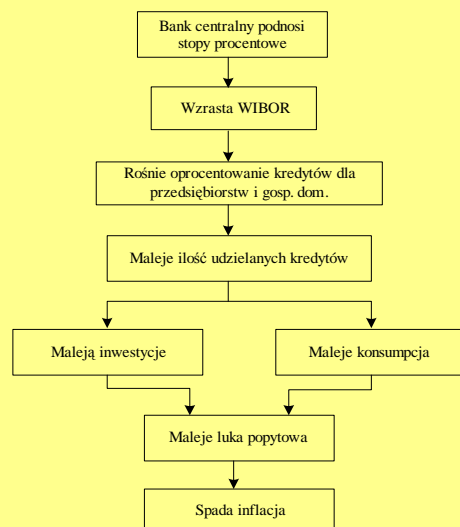 Bank centralny podnosi
stopy procentowe
Wzrasta WIBOR
Rośnie oprocentowanie kredytów dla
przedsiębiorstw i gosp. dom.
Maleje ilość udzielanych kredytów
Maleją inwestycje
Maleje konsumpcja
Maleje luka popytowa
Spada inflacja